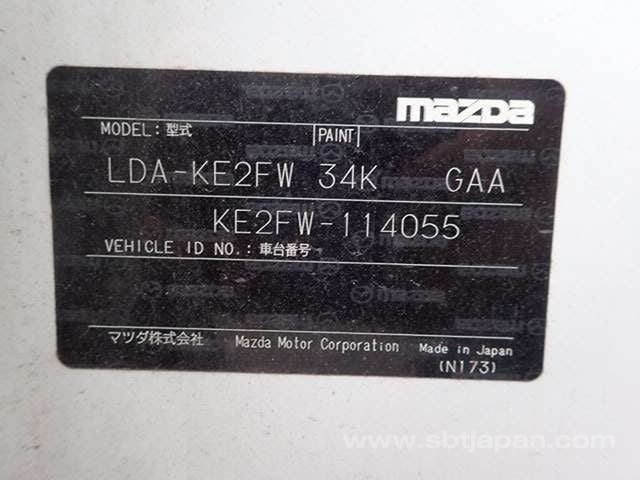 mazda
MODEL: 型式 PAINT
LDA-KE2FW 34K GAA
KE2FW-114055
VEHICLE ID NO.: 車台番号
マツダ株式会社 Mazda Motor Corporation Made in Japan
(N173)
www.sbtjapan.com